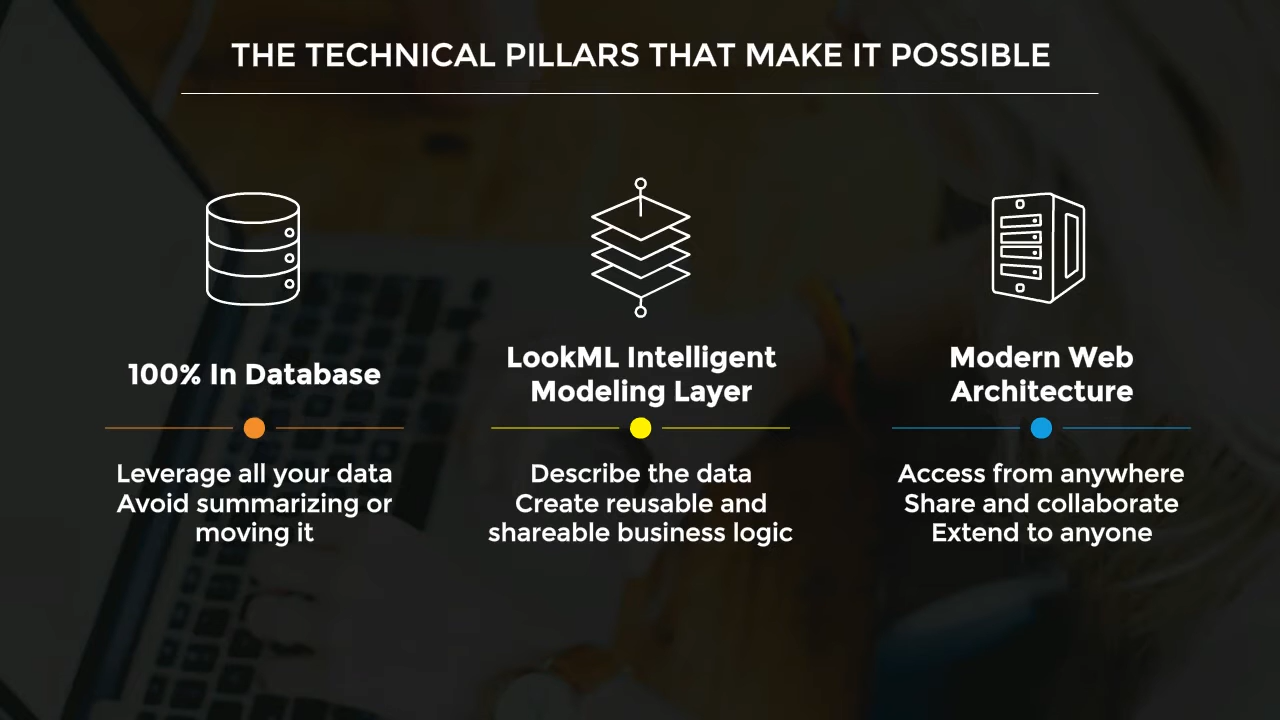 THE TECHNICAL PILLARS THAT MAKE IT POSSIBLE
100% In Database
Leverage all your data
Avoid summarizing or
moving it
LookML Intelligent
Modeling Layer
Describe the data
Create reusable and
shareable business logic
Modern Web
Architecture
Access from anywhere
Share and collaborate
Extend to anyone